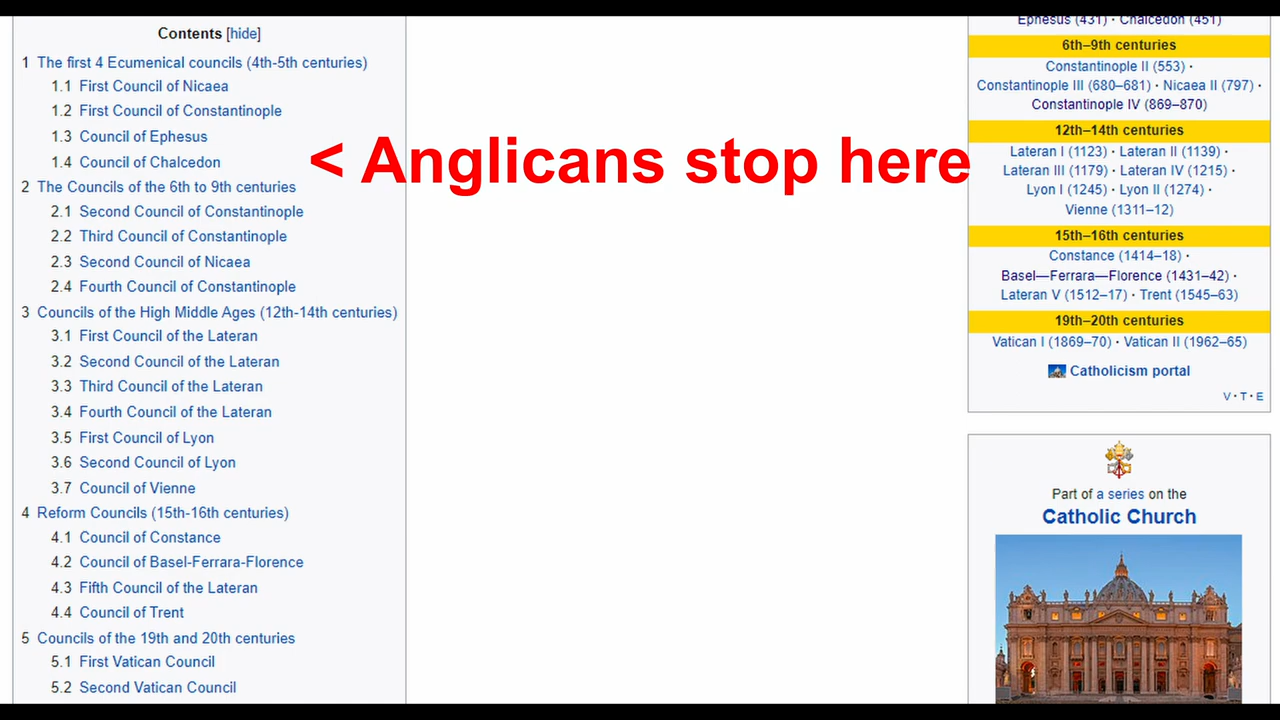 Contents [hide]
1 The first 4 Ecumenical councils (4th-5th centuries)
1.1 First Council of Nicaea
1.2 First Council of Constantinople
1.3 Council of Ephesus
1.4 Council of Chalcedon
2 The Councils of the 6th to 9th centuries
2.1 Second Council of Constantinople
2.2 Third Council of Constantinople
2.3 Second Council of Nicaea
2.4 Fourth Council of Constantinople
3 Councils of the High Middle Ages (12th-14th centuries)
3.1 First Council of the Lateran
3.2 Second Council of the Lateran
3.3 Third Council of the Lateran
3.4 Fourth Council of the Lateran
3.5 First Council of Lyon
3.6 Second Council of Lyon
3.7 Council of Vienne
4 Reform Councils (15th-16th centuries)
4.1 Council of Constance
4.2 Council of Basel-Ferrara-Florence
4.3 Fifth Council of the Lateran
4.4 Council of Trent
5 Councils of the 19th and 20th centuries
5.1 First Vatican Council
5.2 Second Vatican Council
< Anglicans stop here
Ephesus (431) · Chalcedon (451)
6th–9th centuries
Constantinople II (553) ·
Constantinople III (680–681) · Nicaea II (797) ·
Constantinople IV (869–870)
12th–14th centuries
Lateran I (1123) · Lateran II (1139) ·
Lateran III (1179) · Lateran IV (1215) ·
Lyon I (1245) · Lyon II (1274) ·
Vienne (1311–12)
15th–16th centuries
Constance (1414–18) ·
Basel—Ferrara—Florence (1431–42) ·
Lateran V (1512–17) · Trent (1545–63)
19th–20th centuries
Vatican I (1869–70) · Vatican II (1962–65)
Catholicism portal
V · T · E
Part of a series on the
Catholic Church